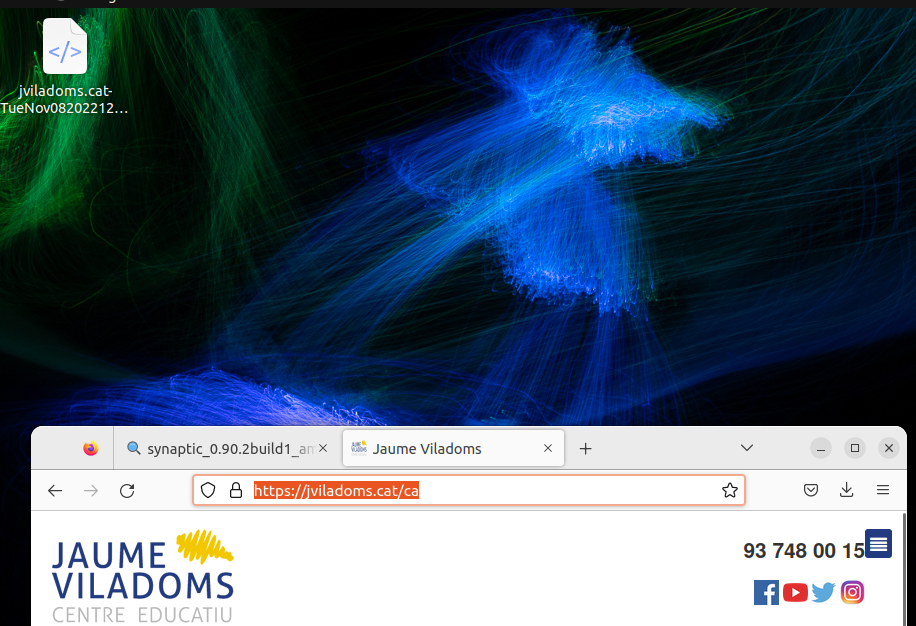 </>
jviladoms.cat-
TueNov08202212...
synaptic_0.90.2build1_am
Jaume Viladoms
https://jviladoms.cat/ca
JAUME
VILADOMS
CENTRE EDUCATIU
93 748 00 15